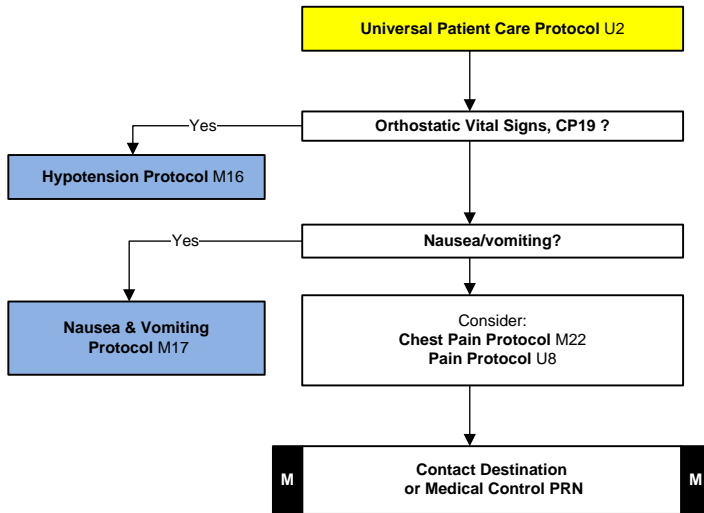 Universal Patient Care Protocol U2
Yes
Orthostatic Vital Signs, CP19 ?
Hypotension Protocol M16
Yes
Nausea/vomiting?
Nausea & Vomiting
Protocol M17
Consider:
Chest Pain Protocol M22
Pain Protocol U8
M
Contact Destination
or Medical Control PRN
M